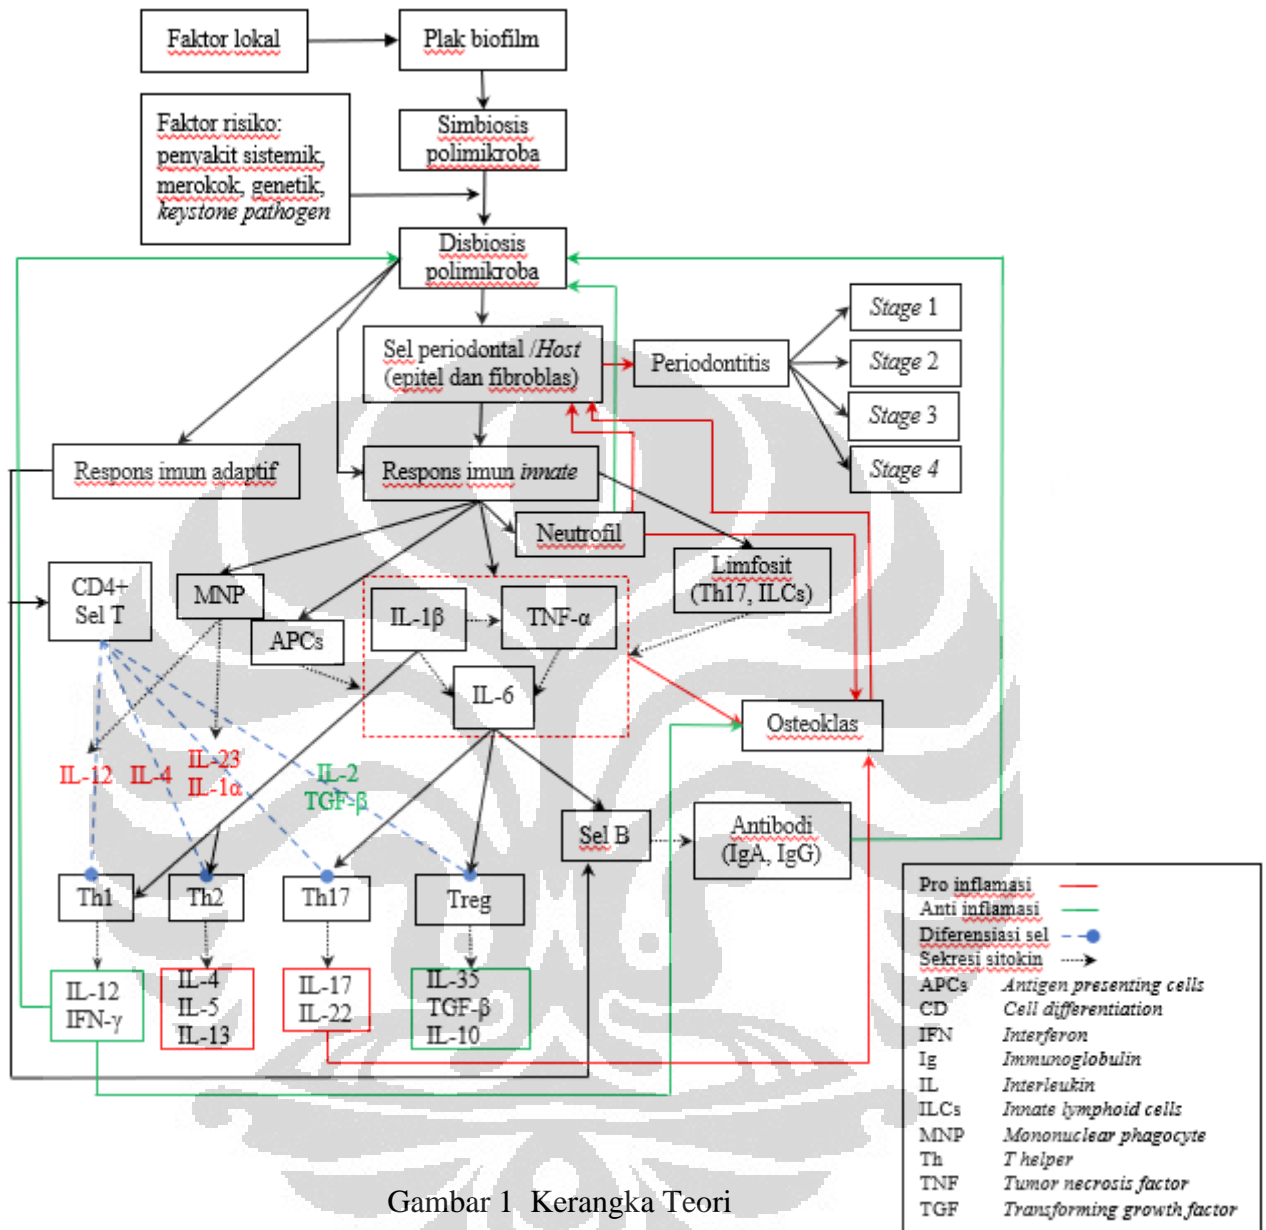 Faktor lokal
Plak biofilm
Faktor risiko:
penyakit sistemik,
merokok, genetik,
keystone pathogen
Simbiosis
polimikroba
Disbiosis
polimikroba
Sel periodontal /Host
(epitel dan fibroblas)
Periodontitis
Stage 1
Stage 2
Stage 3
Stage 4
Respons imun adaptif
Respons imun innate
Neutrofil
Limfosit
(Th17, ILCs)
CD4+
Sel T
MNP
APCs
IL-1β
TNF-α
IL-6
Osteoklas
IL-12
IL-4
IL-23
IL-1α
IL-2
TGF-β
Sel B
Antibodi
(IgA, IgG)
Th1
Th2
Th17
Treg
IL-12
IFN-γ
IL-4
IL-5
IL-13
IL-17
IL-22
IL-35
TGF-β
IL-10
Pro inflamasi
Anti inflamasi
Diferensiasi sel
Sekresi sitokin
APCs Antigen presenting cells
CD Cell differentiation
IFN Interferon
Ig Immunoglobulin
IL Interleukin
ILCs Innate lymphoid cells
MNP Mononuclear phagocyte
Th T helper
TNF Tumor necrosis factor
TGF Transforming growth factor
Gambar 1 Kerangka Teori